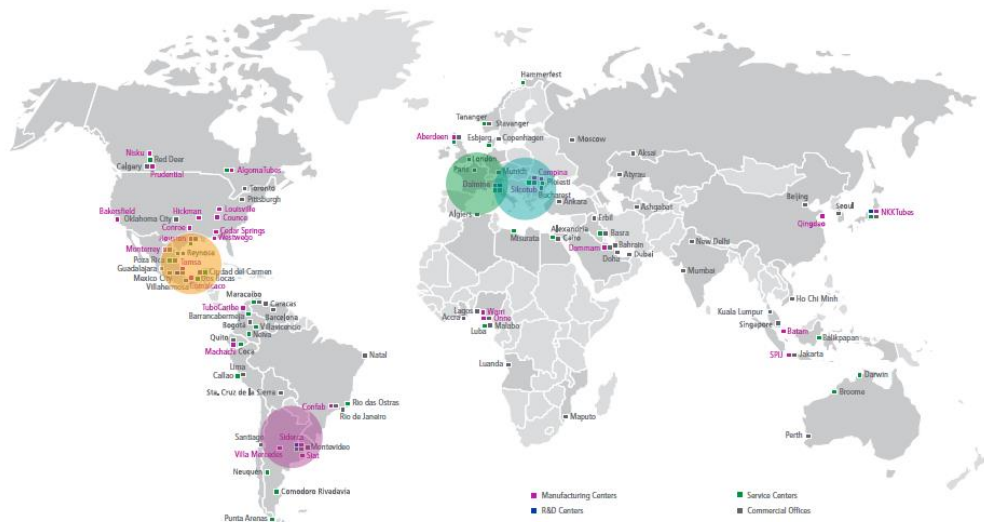 Hammerfest
Tananger
Stavanger
Aberdeen
Esbjerg
Copenhagen
Moscow
Nisku
Red Deer
Calgary
Prudential
AlgomaTubes
London
Paris
Munich
Campina
Aksai
Dalmine
Silcotub
Ploiesti
Atyrau
Toronto
Pittsburgh
Bucharest
Ankara
Beijing
Seoul
Bakersfield
Oklahoma City
Hickman
Louisville
Counce
Algiers
Alexandria
Erbil
Ashgabat
NKKTubes
Conroe
Cedar Springs
Westwego
Misurata
Cairo
Basra
Qingdao
Houston
Monterrey
Reynosa
Dammam
Bahrain
New Delhi
Poza Rica
Tamsa
Doha
Dubai
Guadalajara
Ciudad del Carmen
Mexico City
Dos Bocas
Mumbai
Villahermosa
Comalcaco
Maracaibo
Caracas
Ho Chi Minh
TuboCaribe
Barcelona
Lagos
Warri
Kuala Lumpur
Barrancabermeja
Accra
Onne
Singapore
Bogotá
Villavicencio
Malabo
Batam
Quito
Neiva
Luba
Balikpapan
Machachi
Coca
Natal
SPIJ
Jakarta
Lima
Luanda
Callao
Darwin
Sta. Cruz de la Sierra
Broome
Confab
Rio das Ostras
Rio de Janeiro
Maputo
Santiago
Siderca
Montevideo
Perth
Villa Mercedes
Siat
Neuquén
Comodoro Rivadavia
Punta Arenas
Manufacturing Centers
Service Centers
R&D Centers
Commercial Offices